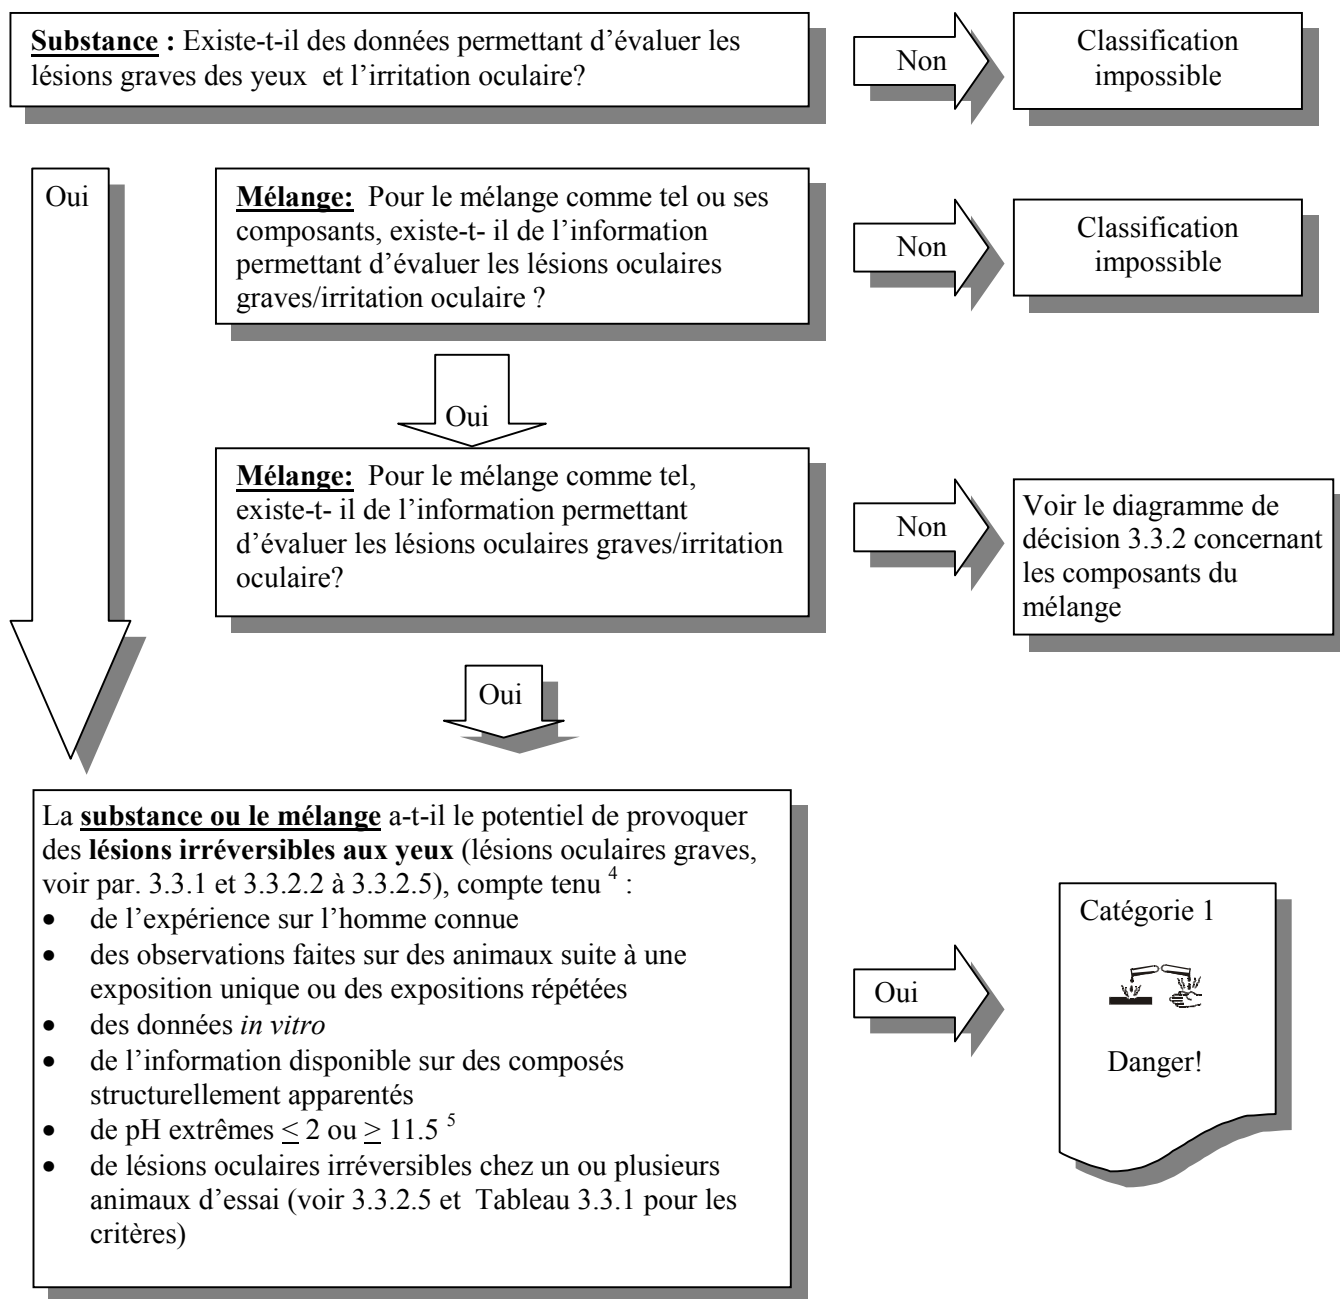 Substance : Existe-t-il des données permettant d’évaluer les
lésions graves des yeux et l’irritation oculaire?
Non
Classification
impossible
Oui
Mélange: Pour le mélange comme tel ou ses
composants, existe-t- il de l’information
permettant d’évaluer les lésions oculaires
graves/irritation oculaire ?
Non
Classification
impossible
Oui
Mélange: Pour le mélange comme tel,
existe-t- il de l’information permettant
d’évaluer les lésions oculaires graves/irritation
oculaire?
Non
Voir le diagramme de
décision 3.3.2 concernant
les composants du
mélange
Oui
La substance ou le mélange a-t-il le potentiel de provoquer
des lésions irréversibles aux yeux (lésions oculaires graves,
voir par. 3.3.1 et 3.3.2.2 à 3.3.2.5), compte tenu 4 :
• de l’expérience sur l’homme connue
• des observations faites sur des animaux suite à une
exposition unique ou des expositions répétées
• des données in vitro
• de l’information disponible sur des composés
structurellement apparentés
• de pH extrêmes ≤ 2 ou ≥ 11.5 5
• de lésions oculaires irréversibles chez un ou plusieurs
animaux d’essai (voir 3.3.2.5 et Tableau 3.3.1 pour les
critères)
Oui
Catégorie 1
Danger!